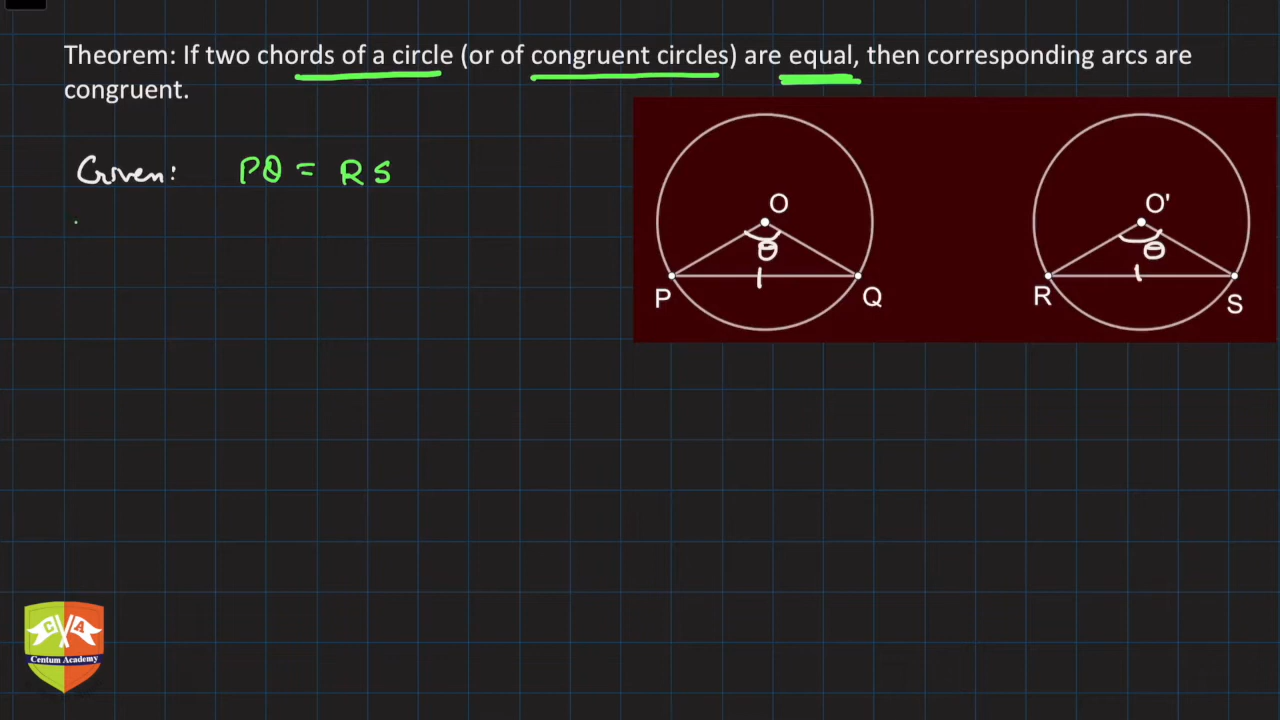 Theorem: If two chords of a circle (or of congruent circles) are equal, then corresponding arcs are
congruent.
Given: PQ = RS
O
θ
P
Q
O'
θ
R
S
C A
Centum Academy